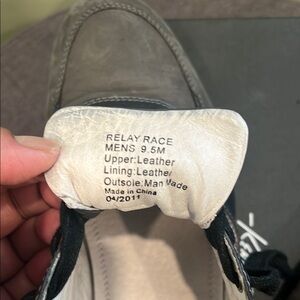 RELAY RACE
MENS 9.5M
Upper:Leather
Lining:Leather
Outsole:Man Made
Made in China
04/2011